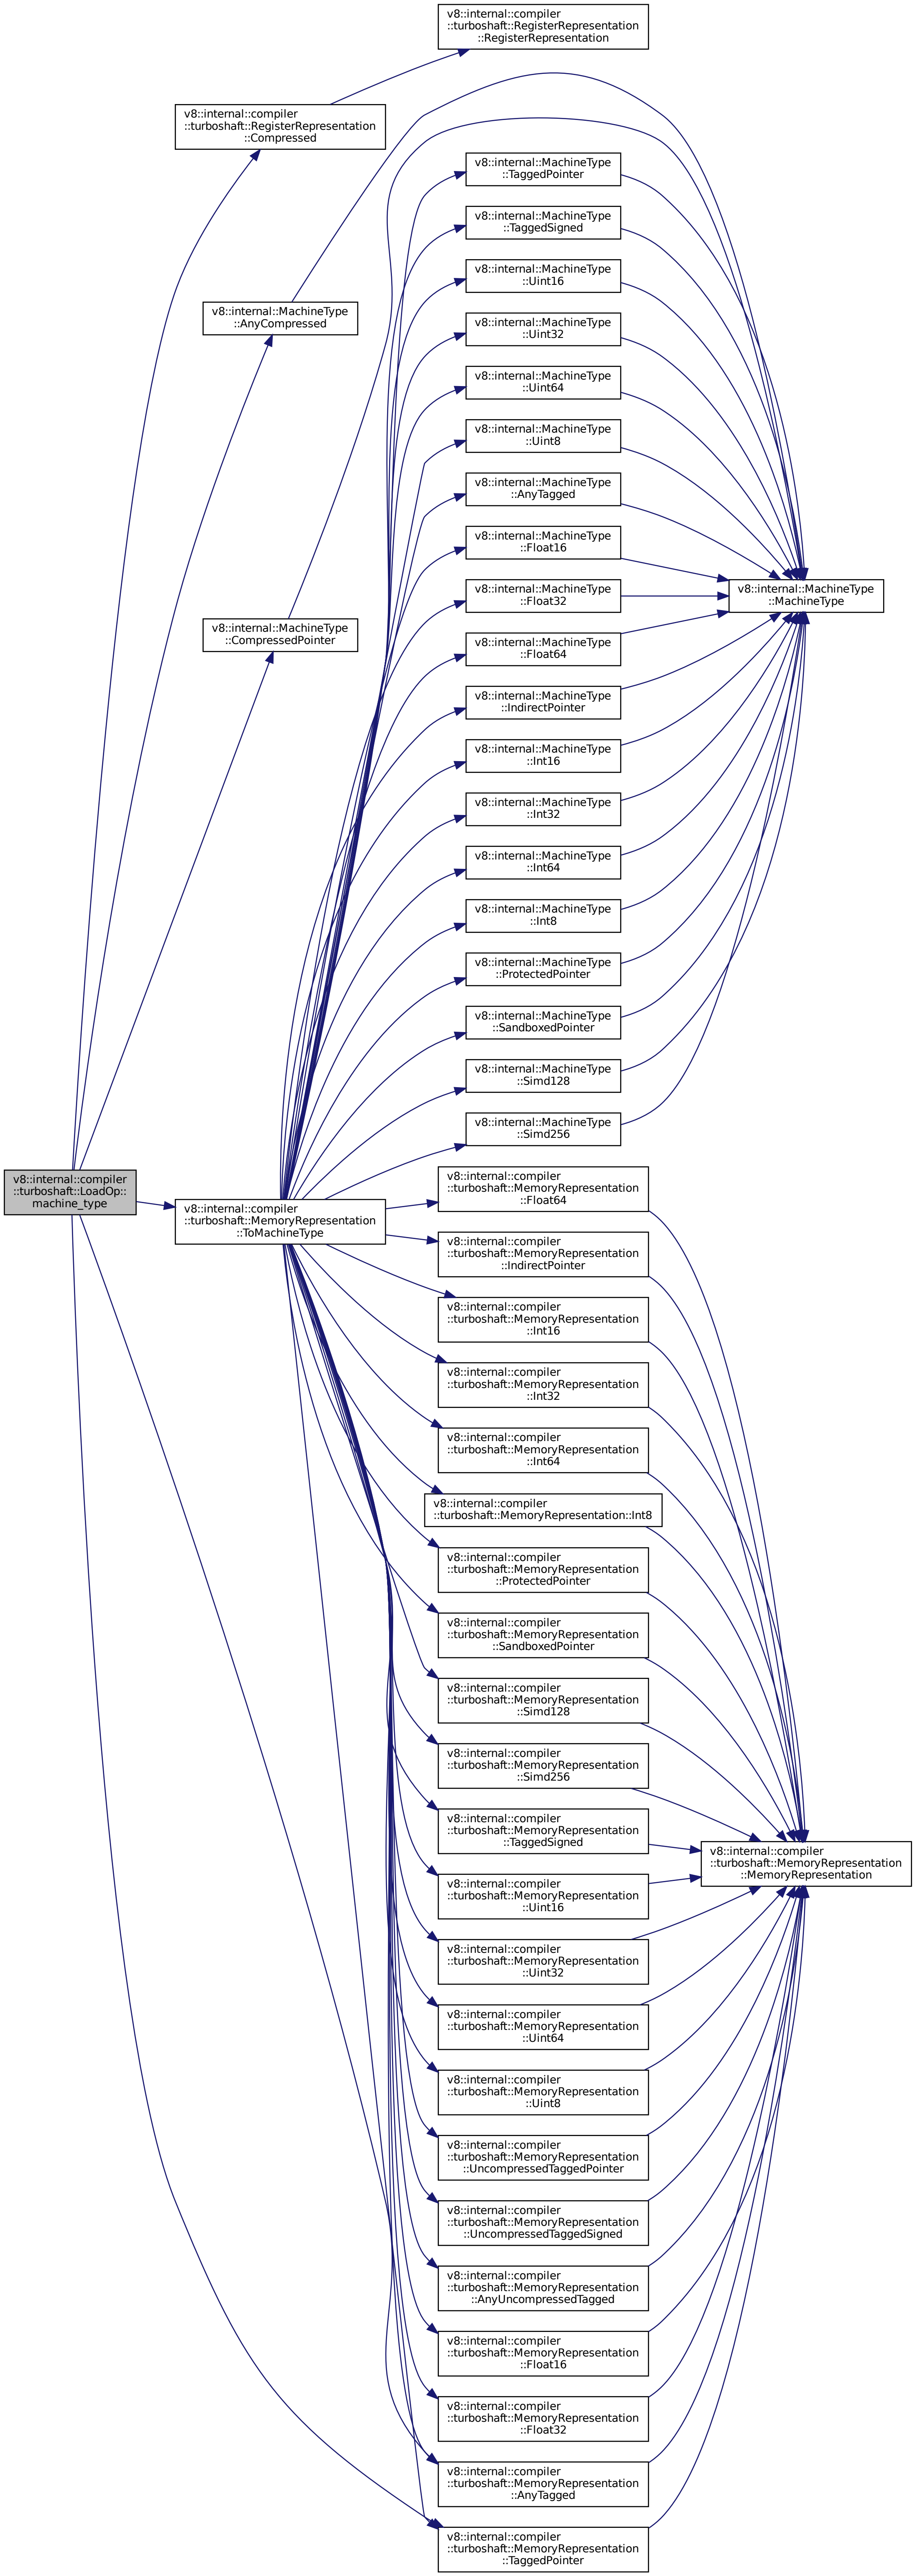 v8::internal::compiler
::turboshaft::RegisterRepresentation
::RegisterRepresentation
v8::internal::compiler
::turboshaft::RegisterRepresentation
::Compressed
v8::internal::MachineType
::TaggedPointer
v8::internal::MachineType
::TaggedSigned
v8::internal::MachineType
::Uint16
v8::internal::MachineType
::AnyCompressed
v8::internal::MachineType
::Uint32
v8::internal::MachineType
::Uint64
v8::internal::MachineType
::Uint8
v8::internal::MachineType
::AnyTagged
v8::internal::MachineType
::Float16
v8::internal::MachineType
::Float32
v8::internal::MachineType
::MachineType
v8::internal::MachineType
::CompressedPointer
v8::internal::MachineType
::Float64
v8::internal::MachineType
::IndirectPointer
v8::internal::MachineType
::Int16
v8::internal::MachineType
::Int32
v8::internal::MachineType
::Int64
v8::internal::MachineType
::Int8
v8::internal::MachineType
::ProtectedPointer
v8::internal::MachineType
::SandboxedPointer
v8::internal::MachineType
::Simd128
v8::internal::MachineType
::Simd256
v8::internal::compiler
::turboshaft::LoadOp::
machine_type
v8::internal::compiler
::turboshaft::MemoryRepresentation
::ToMachineType
v8::internal::compiler
::turboshaft::MemoryRepresentation
::Float64
v8::internal::compiler
::turboshaft::MemoryRepresentation
::IndirectPointer
v8::internal::compiler
::turboshaft::MemoryRepresentation
::Int16
v8::internal::compiler
::turboshaft::MemoryRepresentation
::Int32
v8::internal::compiler
::turboshaft::MemoryRepresentation
::Int64
v8::internal::compiler
::turboshaft::MemoryRepresentation::Int8
v8::internal::compiler
::turboshaft::MemoryRepresentation
::ProtectedPointer
v8::internal::compiler
::turboshaft::MemoryRepresentation
::SandboxedPointer
v8::internal::compiler
::turboshaft::MemoryRepresentation
::Simd128
v8::internal::compiler
::turboshaft::MemoryRepresentation
::Simd256
v8::internal::compiler
::turboshaft::MemoryRepresentation
::TaggedSigned
v8::internal::compiler
::turboshaft::MemoryRepresentation
::MemoryRepresentation
v8::internal::compiler
::turboshaft::MemoryRepresentation
::Uint16
v8::internal::compiler
::turboshaft::MemoryRepresentation
::Uint32
v8::internal::compiler
::turboshaft::MemoryRepresentation
::Uint64
v8::internal::compiler
::turboshaft::MemoryRepresentation
::Uint8
v8::internal::compiler
::turboshaft::MemoryRepresentation
::UncompressedTaggedPointer
v8::internal::compiler
::turboshaft::MemoryRepresentation
::UncompressedTaggedSigned
v8::internal::compiler
::turboshaft::MemoryRepresentation
::AnyUncompressedTagged
v8::internal::compiler
::turboshaft::MemoryRepresentation
::Float16
v8::internal::compiler
::turboshaft::MemoryRepresentation
::Float32
v8::internal::compiler
::turboshaft::MemoryRepresentation
::AnyTagged
v8::internal::compiler
::turboshaft::MemoryRepresentation
::TaggedPointer